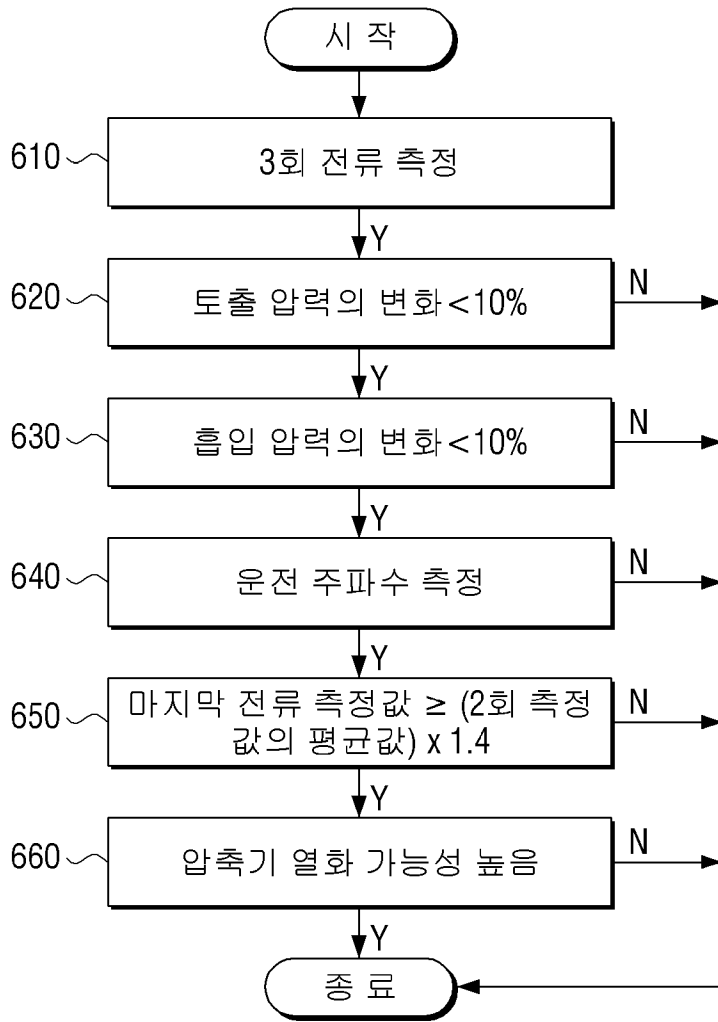 시 작
610
3회 전류 측정
Y
620
토출 압력의 변화<10%
N
Y
630
흡입 압력의 변화<10%
N
Y
640
운전 주파수 측정
N
Y
650
마지막 전류 측정값 ≥ (2회 측정
값의 평균값) x 1.4
N
Y
660
압축기 열화 가능성 높음
N
Y
종 료